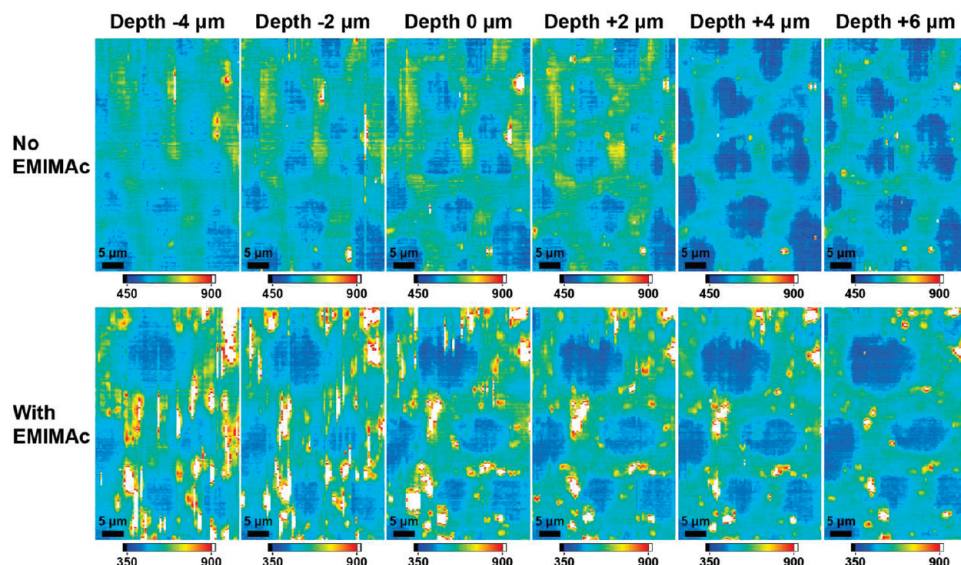 Depth -4 µm Depth -2 µm Depth 0 µm Depth +2 µm Depth +4 µm Depth +6 µm
No
EMIMAc
5 µm 5 µm 5 µm 5 µm 5 µm 5 µm
450 900 450 900 450 900 450 900 450 900 450 900
With
EMIMAc
5 µm 5 µm 5 µm 5 µm 5 µm 5 µm
350 900 350 900 350 900 350 900 350 900 350 900